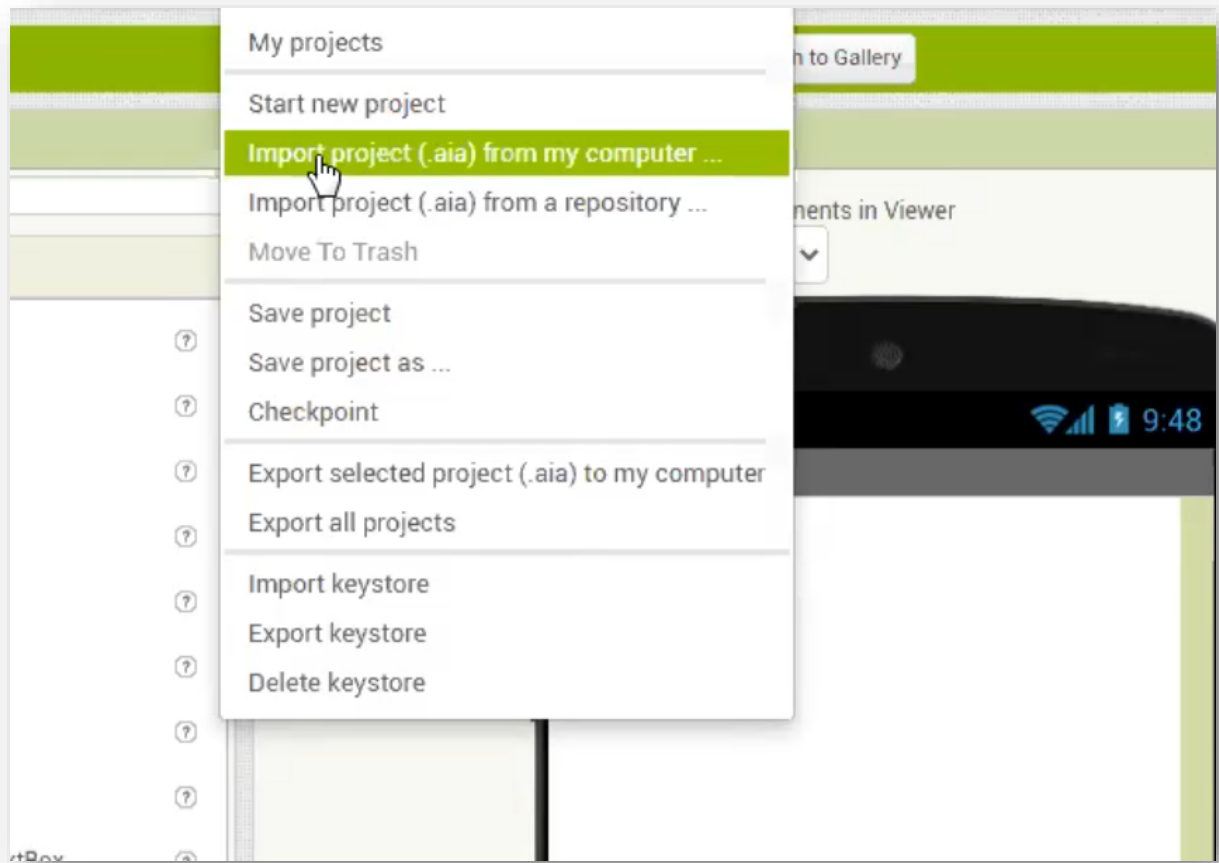 My projects
h to Gallery
Start new project
Import project (.aia) from my computer ...
Import project (.aia) from a repository ...
nents in Viewer
Move To Trash
Save project
?
Save project as ...
?
Checkpoint
9:48
?
Export selected project (.aia) to my computer
Export all projects
?
Import keystore
?
Export keystore
?
Delete keystore
?
?
tBox